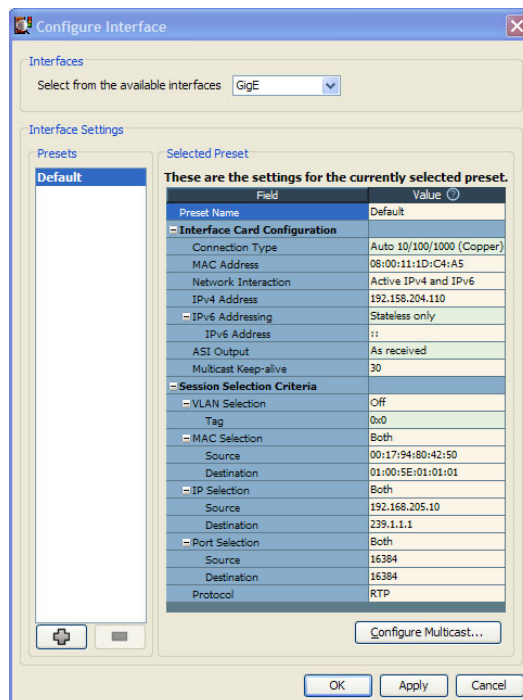 Configure Interface
Interfaces
Select from the available interfaces GigE
Interface Settings
Presets
Default
Selected Preset
These are the settings for the currently selected preset.
Field Value ?
Preset Name Default
Interface Card Configuration
Connection Type Auto 10/100/1000 (Copper)
MAC Address 08:00:11:1D:C4:A5
Network Interaction Active IPv4 and IPv6
IPv4 Address 192.158.204.110
IPv6 Addressing Stateless only
IPv6 Address ::
ASI Output As received
Multicast Keep-alive 30
Session Selection Criteria
VLAN Selection Off
Tag 0x0
MAC Selection Both
Source 00:17:94:80:42:50
Destination 01:00:5E:01:01:01
IP Selection Both
Source 192.168.205.10
Destination 239.1.1.1
Port Selection Both
Source 16384
Destination 16384
Protocol RTP
Configure Multicast...
OK Apply Cancel